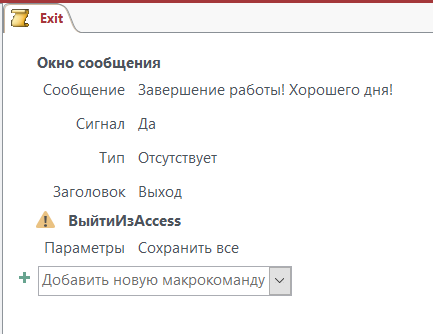 Exit
Окно сообщения
Сообщение Завершение работы! Хорошего дня!
Сигнал Да
Тип Отсутствует
Заголовок Выход
ВыйтиИзAccess
Параметры Сохранить все
Добавить новую макрокоманду